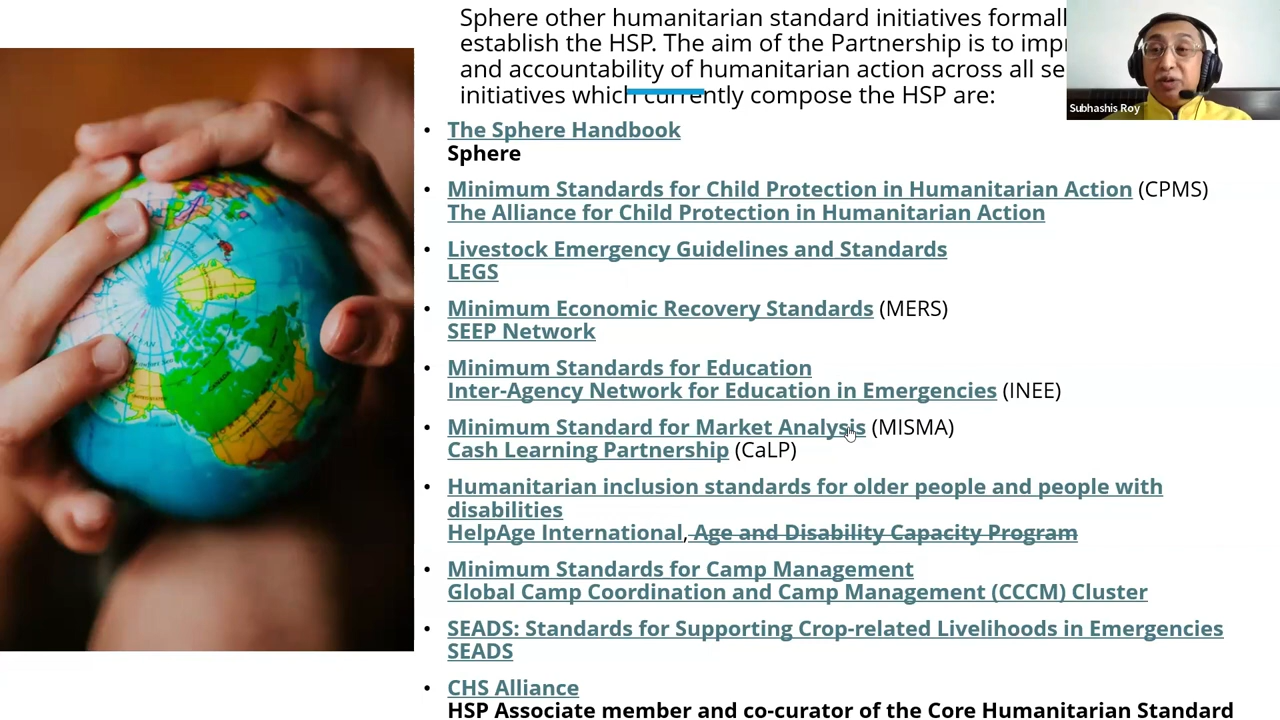 Sphere other humanitarian standard initiatives formall
establish the HSP. The aim of the Partnership is to imp
and accountability of humanitarian action across all se
initiatives which currently compose the HSP are:
Subhashis Roy
• The Sphere Handbook
Sphere
• Minimum Standards for Child Protection in Humanitarian Action (CPMS)
The Alliance for Child Protection in Humanitarian Action
• Livestock Emergency Guidelines and Standards
LEGS
• Minimum Economic Recovery Standards (MERS)
SEEP Network
• Minimum Standards for Education
Inter-Agency Network for Education in Emergencies (INEE)
• Minimum Standard for Market Analysis (MISMA)
Cash Learning Partnership (CaLP)
• Humanitarian inclusion standards for older people and people with
disabilities
HelpAge International, Age and Disability Capacity Program
• Minimum Standards for Camp Management
Global Camp Coordination and Camp Management (CCCM) Cluster
• SEADS: Standards for Supporting Crop-related Livelihoods in Emergencies
SEADS
• CHS Alliance
HSP Associate member and co-curator of the Core Humanitarian Standard